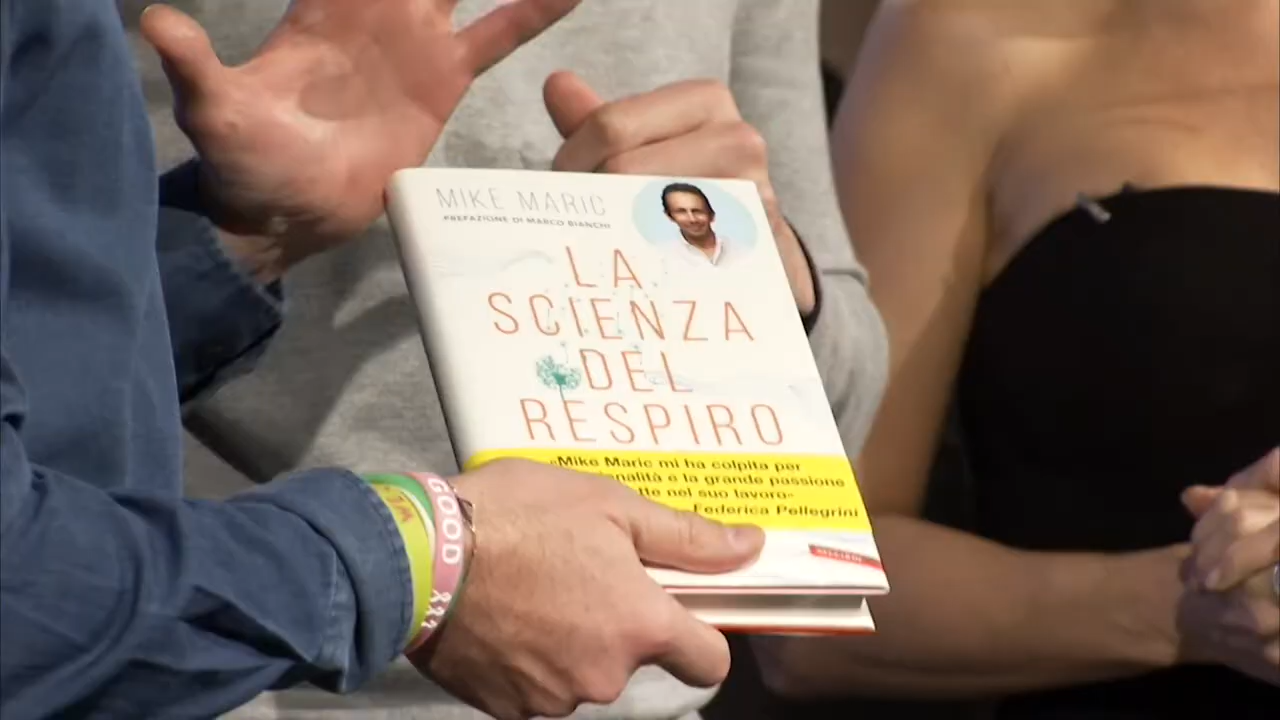 MIKE MARIC
PREFAZIONE DI MARCO BIANCHI
LA
SCIENZA
DEL
RESPIRO
«Mike Maric mi ha colpita per
e la grande passione
nel suo lavoro»
Federica Pellegrini
GOOD